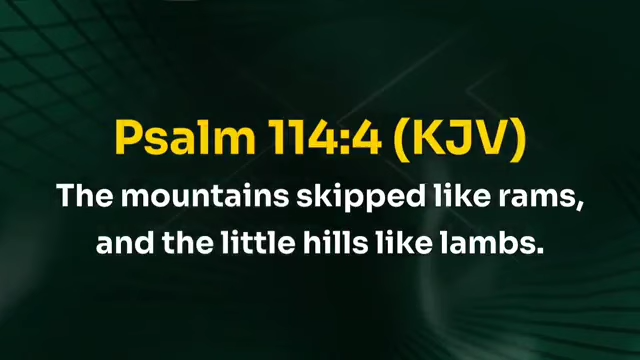 Psalm 114:4 (KJV)
The mountains skipped like rams,
and the little hills like lambs.